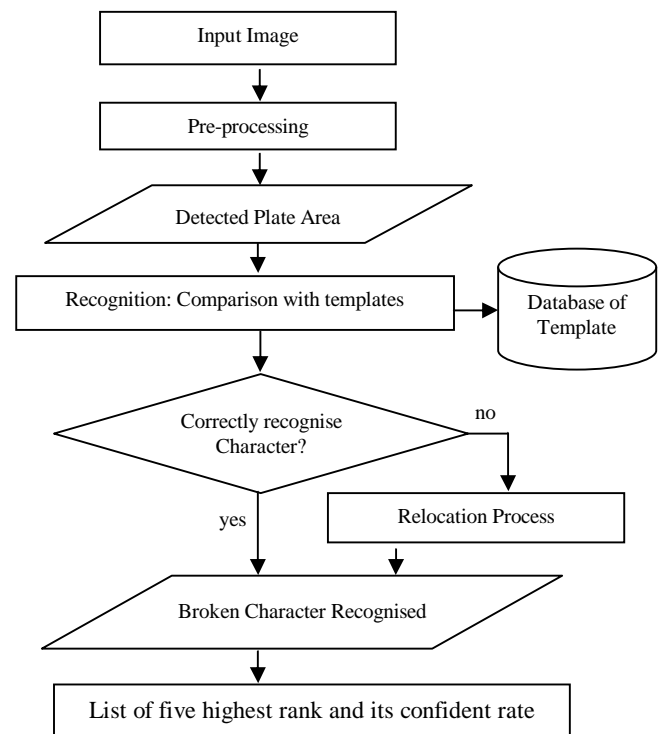 Input Image
Pre-processing
Detected Plate Area
Recognition: Comparison with templates
Database of
Template
Correctly recognise
Character?
no
yes
Relocation Process
Broken Character Recognised
List of five highest rank and its confident rate